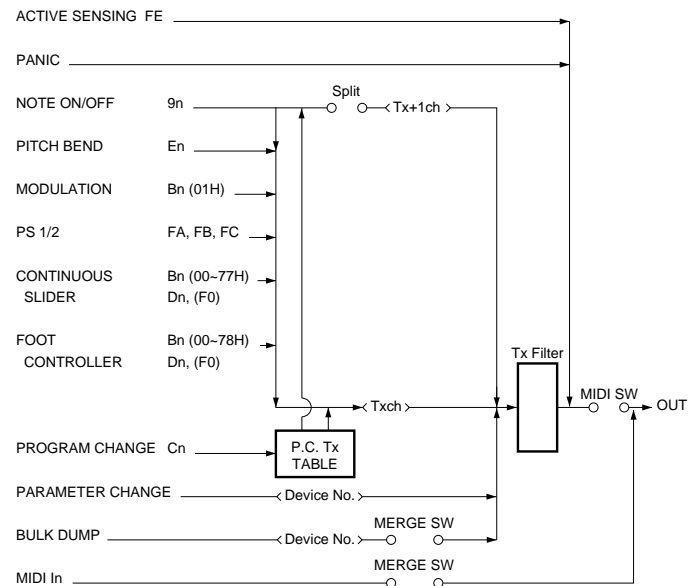 ACTIVE SENSING FE
PANIC
NOTE ON/OFF 9n Split Tx+1ch
PITCH BEND En
MODULATION Bn (01H)
PS 1/2 FA, FB, FC
CONTINUOUS Bn (00~77H)
SLIDER Dn, (F0)
FOOT Bn (00~78H)
CONTROLLER Dn, (F0)
Tx Filter
MIDI SW
Txch
OUT
PROGRAM CHANGE Cn
P.C. Tx
TABLE
PARAMETER CHANGE Device No.
BULK DUMP Device No. MERGE SW
MIDI In MERGE SW